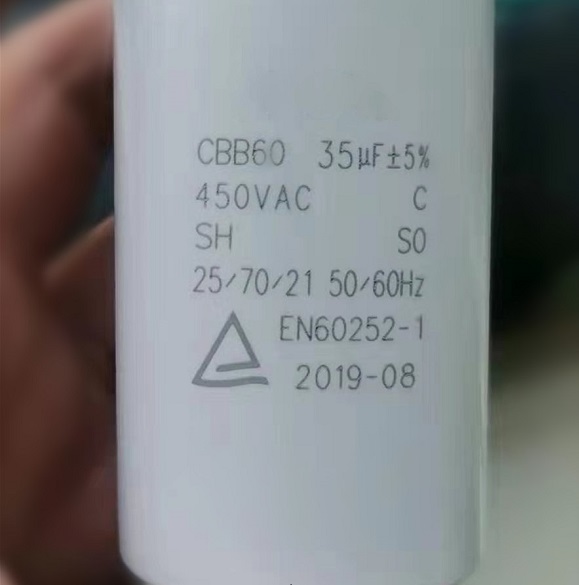 CBB60 35μF±5%
450VAC C
SH S0
25/70/21 50/60Hz
EN60252-1
2019-08